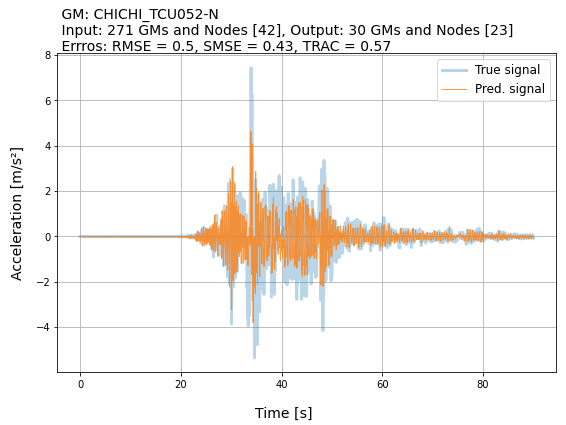 GM: CHICHI_TCU052-N
Input: 271 GMs and Nodes [42], Output: 30 GMs and Nodes [23]
Errros: RMSE = 0.5, SMSE = 0.43, TRAC = 0.57
True signal
Pred. signal
8
6
4
2
0
−2
−4
Acceleration [m/s²]
0 20 40 60 80
Time [s]